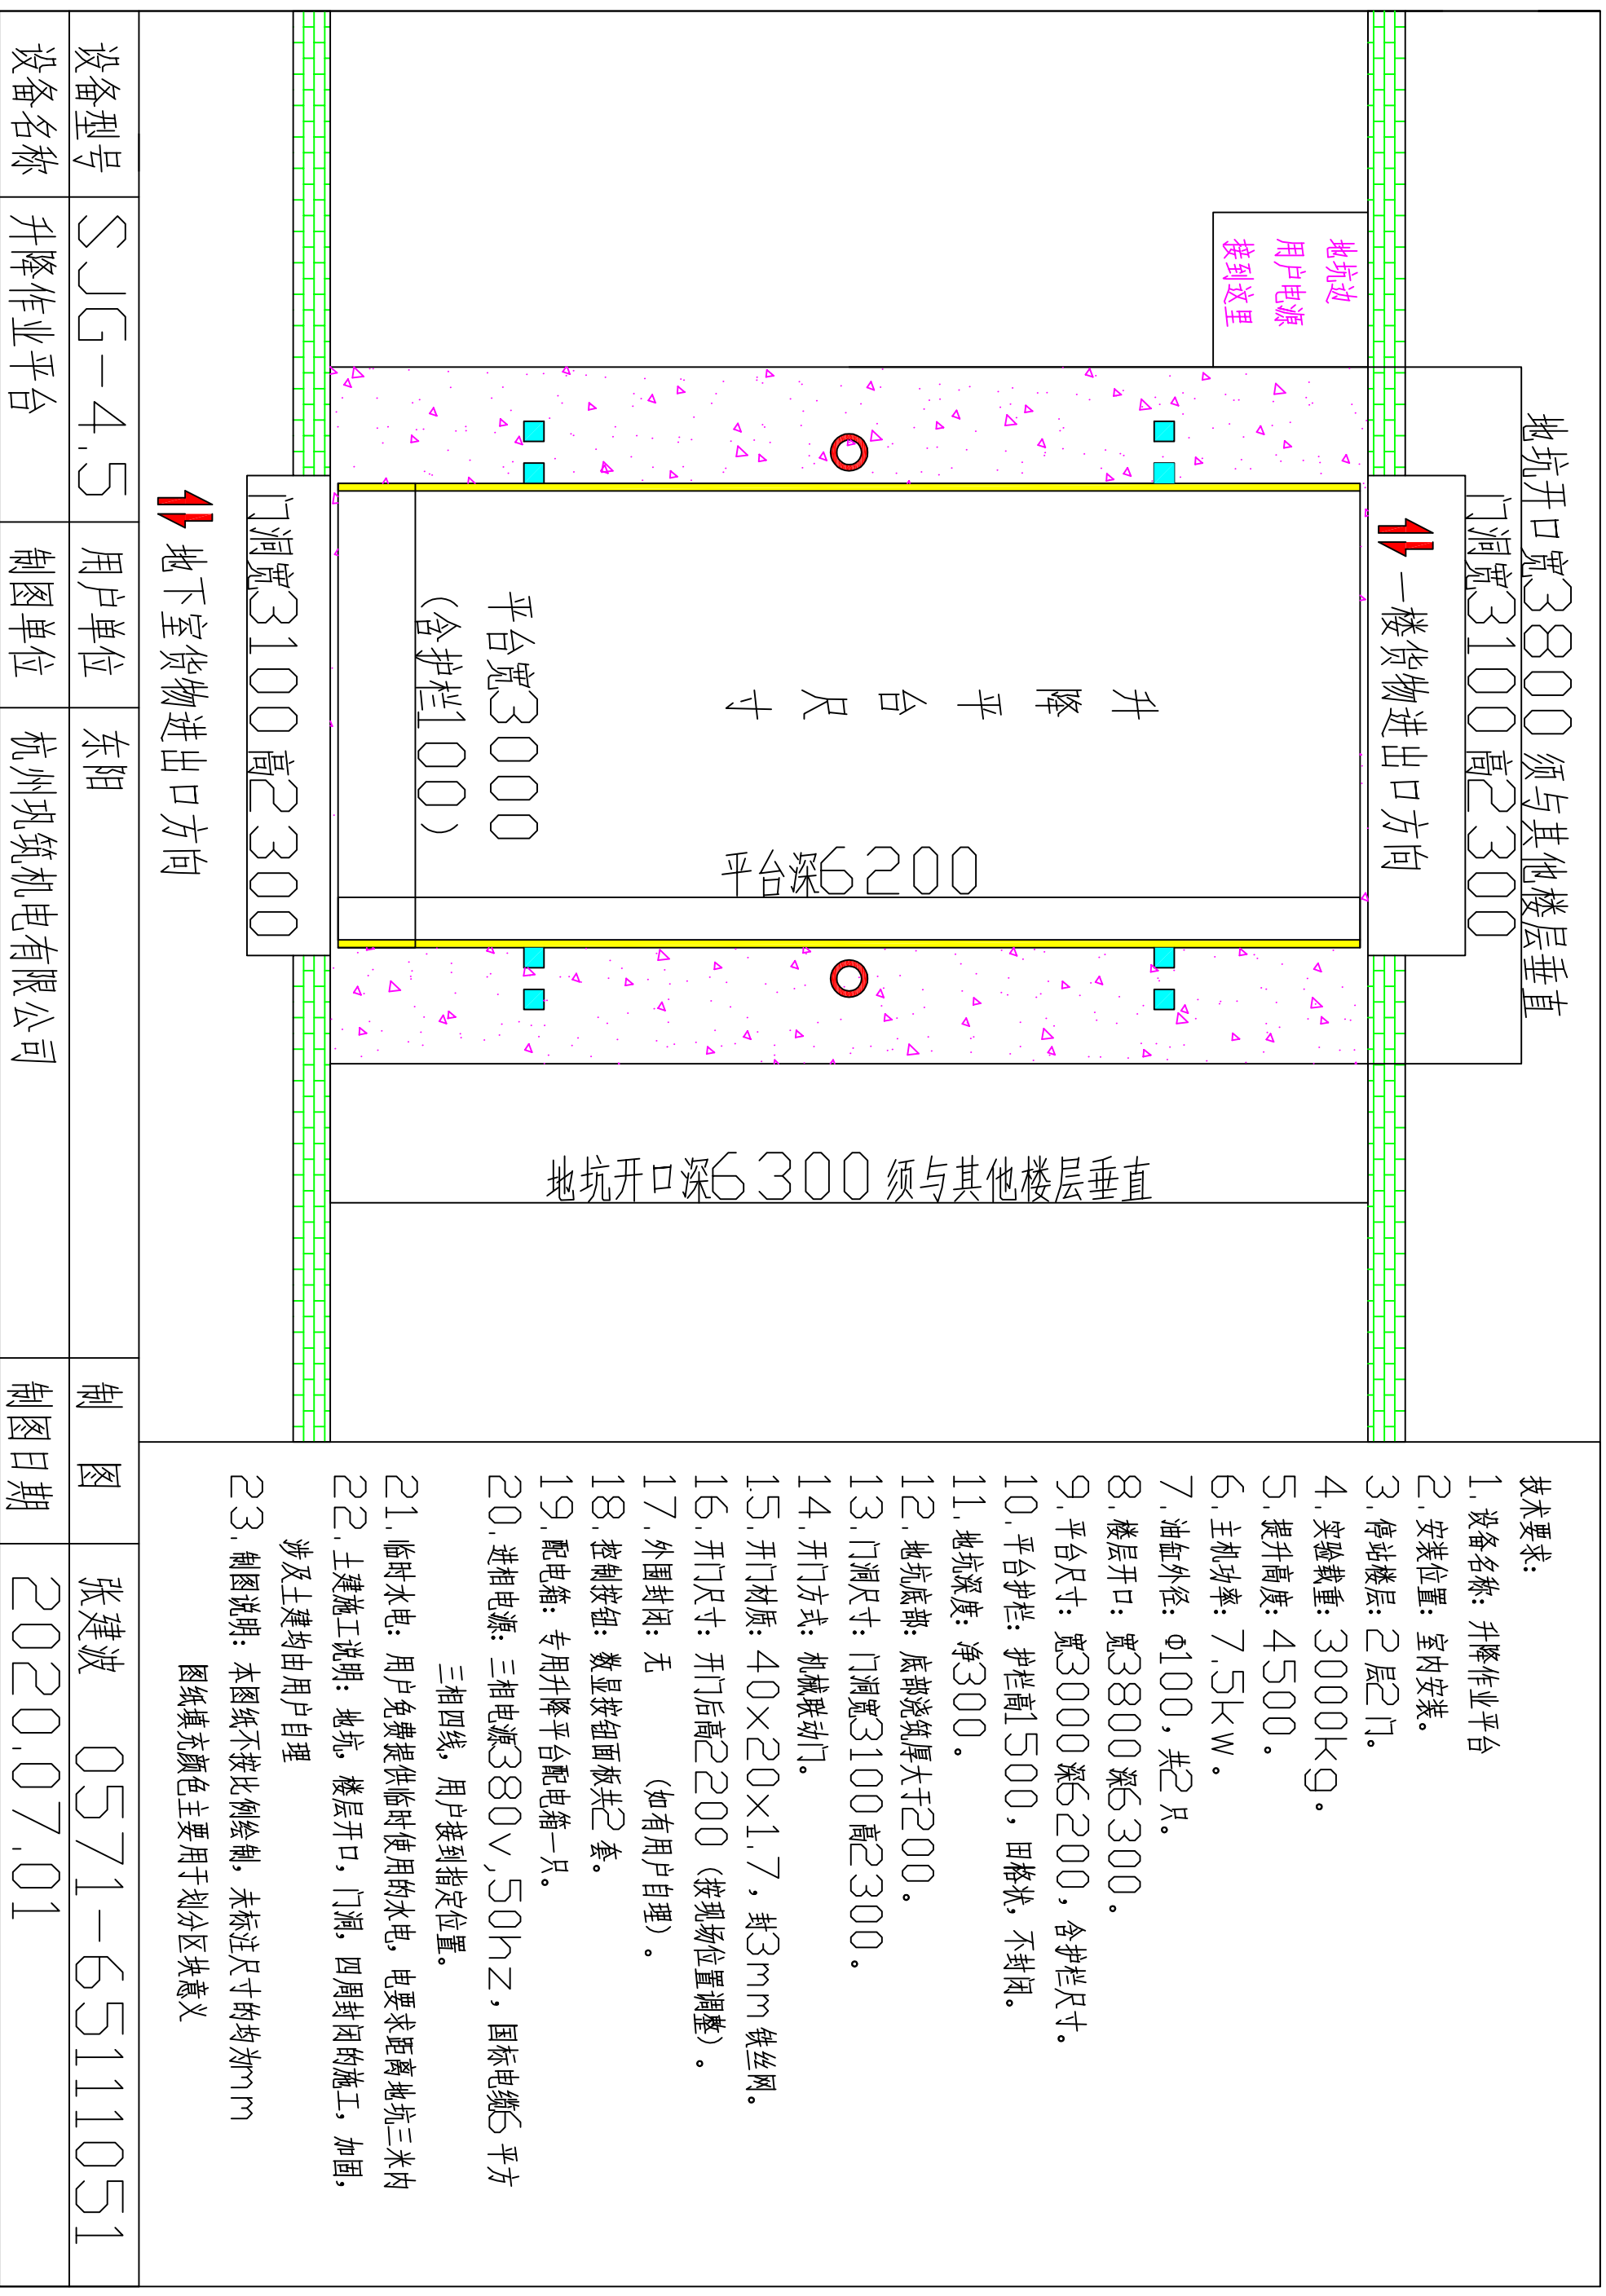 地坑开口宽3800 须与其他楼层垂直
门洞宽3100 高2300
一楼货物进出口方向
地坑边
用户电源
接到这里
升降平台尺寸
平台深6200
平台宽3000
(含护栏100)
地坑开口深6300 须与其他楼层垂直
门洞宽3100 高2300
地下室货物进出口方向
技术要求:
1.设备名称: 升降作业平台
2.安装位置: 室内安装。
3.停站楼层: 2层2门。
4.实验载重: 3000kg。
5.提升高度: 4500。
6.主机功率: 7.5kw。
7.油缸外径: Φ100, 共2只。
8.楼层开口: 宽3800 深6300。
9.平台尺寸: 宽3000 深6200, 含护栏尺寸。
10.平台护栏: 护栏高1500, 田格状, 不封闭。
11.地坑深度: 净300。
12.地坑底部: 底部浇筑厚大于200。
13.门洞尺寸: 门洞宽3100 高2300。
14.开门方式: 机械联动门。
15.开门材质: 40×20×1.7, 封3mm 铁丝网。
16.开门尺寸: 开门后高2200 (按现场位置调整)。
17.外围封闭: 无 (如有用户自理)。
18.控制按钮: 数显按钮面板共2 套。
19.配电箱: 专用升降平台配电箱一只。
20.进相电源: 三相电源380v,50hz, 国标电缆6 平方
三相四线, 用户接到指定位置。
21.临时水电: 用户免费提供临时使用的水电, 电要求距离地坑三米内
22.土建施工说明: 地坑, 楼层开口, 门洞, 四周封闭的施工, 加固,
涉及土建均由用户自理
23.制图说明: 本图纸不按比例绘制, 未标注尺寸的均为mm
图纸填充颜色主要用于划分区块意义
设备型号 SJG-4.5 用户单位 东阳 制 图 张建波 0571-65111051
设备名称 升降作业平台 制图单位 杭州巩筑机电有限公司 制图日期 2020.07.01